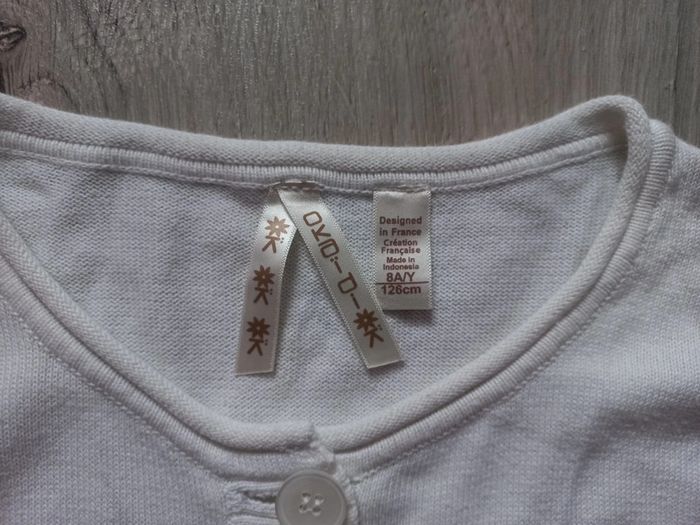 OKAÏDI
Designed
in France
Création
Française
Made in
Indonesia
8A/Y
126cm